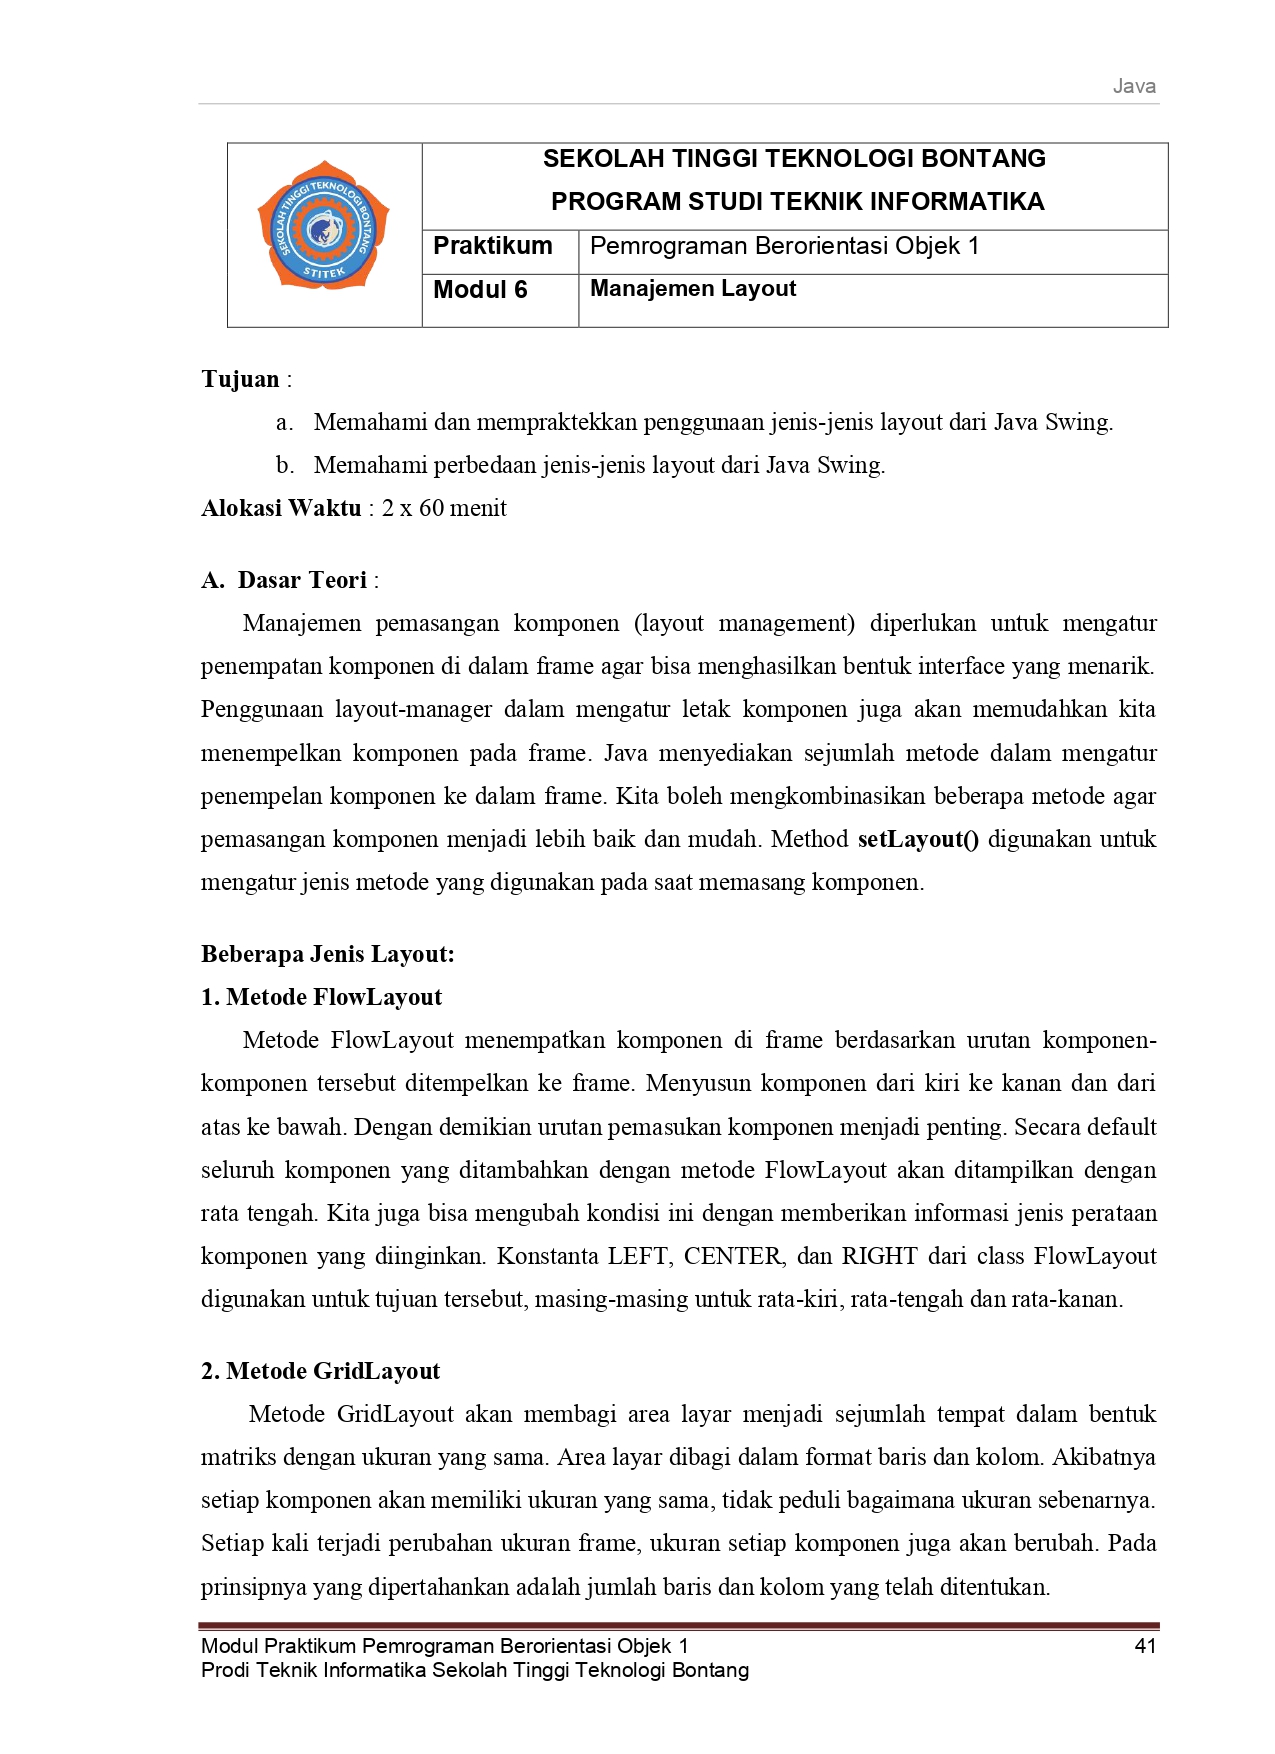 Java
SEKOLAH TINGGI TEKNOLOGI BONTANG
STITEK
SEKOLAH TINGGI TEKNOLOGI BONTANG
PROGRAM STUDI TEKNIK INFORMATIKA
Praktikum Pemrograman Berorientasi Objek 1
Modul 6 Manajemen Layout
Tujuan :
a. Memahami dan mempraktekkan penggunaan jenis-jenis layout dari Java Swing.
b. Memahami perbedaan jenis-jenis layout dari Java Swing.
Alokasi Waktu : 2 x 60 menit
A. Dasar Teori :
Manajemen pemasangan komponen (layout management) diperlukan untuk mengatur
penempatan komponen di dalam frame agar bisa menghasilkan bentuk interface yang menarik.
Penggunaan layout-manager dalam mengatur letak komponen juga akan memudahkan kita
menempelkan komponen pada frame. Java menyediakan sejumlah metode dalam mengatur
penempelan komponen ke dalam frame. Kita boleh mengkombinasikan beberapa metode agar
pemasangan komponen menjadi lebih baik dan mudah. Method setLayout() digunakan untuk
mengatur jenis metode yang digunakan pada saat memasang komponen.
Beberapa Jenis Layout:
1. Metode FlowLayout
Metode FlowLayout menempatkan komponen di frame berdasarkan urutan komponen-
komponen tersebut ditempelkan ke frame. Menyusun komponen dari kiri ke kanan dan dari
atas ke bawah. Dengan demikian urutan pemasukan komponen menjadi penting. Secara default
seluruh komponen yang ditambahkan dengan metode FlowLayout akan ditampilkan dengan
rata tengah. Kita juga bisa mengubah kondisi ini dengan memberikan informasi jenis perataan
komponen yang diinginkan. Konstanta LEFT, CENTER, dan RIGHT dari class FlowLayout
digunakan untuk tujuan tersebut, masing-masing untuk rata-kiri, rata-tengah dan rata-kanan.
2. Metode GridLayout
Metode GridLayout akan membagi area layar menjadi sejumlah tempat dalam bentuk
matriks dengan ukuran yang sama. Area layar dibagi dalam format baris dan kolom. Akibatnya
setiap komponen akan memiliki ukuran yang sama, tidak peduli bagaimana ukuran sebenarnya.
Setiap kali terjadi perubahan ukuran frame, ukuran setiap komponen juga akan berubah. Pada
prinsipnya yang dipertahankan adalah jumlah baris dan kolom yang telah ditentukan.
Modul Praktikum Pemrograman Berorientasi Objek 1 41
Prodi Teknik Informatika Sekolah Tinggi Teknologi Bontang